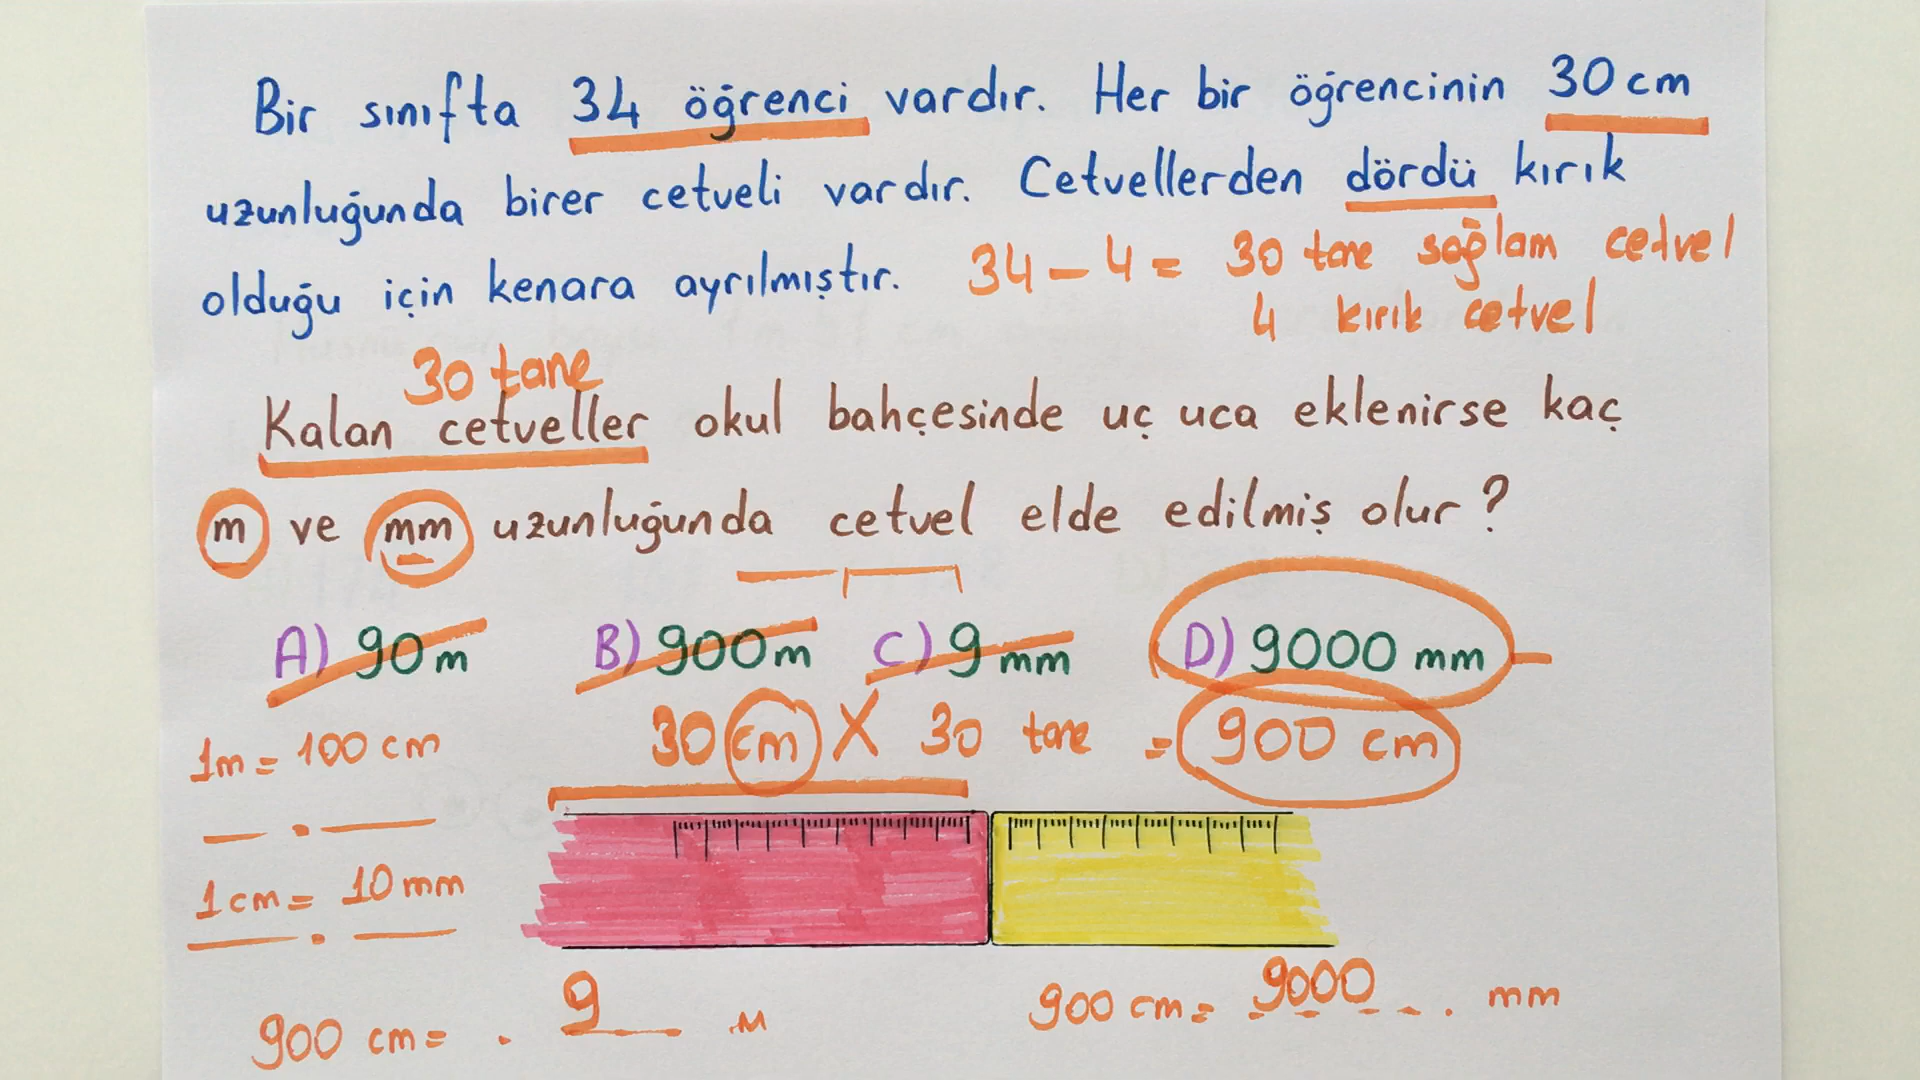 Bir sınıfta 34 öğrenci vardır. Her bir öğrencinin 30 cm
uzunluğunda birer cetveli vardır. Cetvellerden dördü kırık
olduğu için kenara ayrılmıştır. 34 - 4 = 30 tane sağlam cetvel
4 kırık cetvel
30 tane
Kalan cetveller okul bahçesinde uç uca eklenirse kaç
m ve mm uzunluğunda cetvel elde edilmiş olur?
A) 90 m B) 900 m C) 9 mm D) 9000 mm
30 cm X 30 tane = 900 cm
1m = 100 cm
1cm = 10 mm
900 cm = 9 m
900 cm = 9000 mm